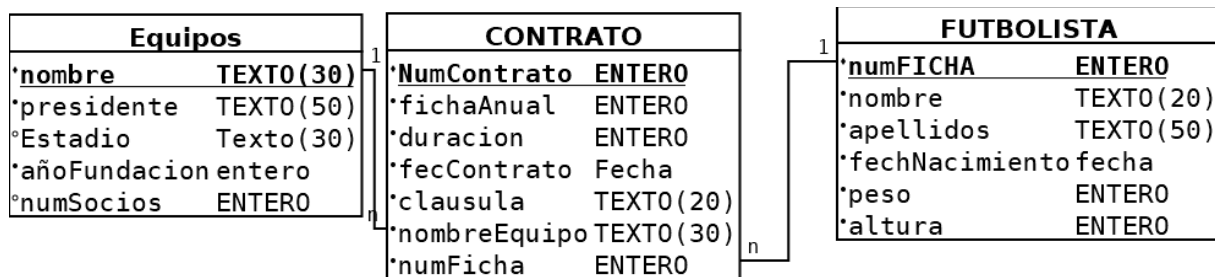 Equipos
nombre TEXTO(30)
presidente TEXTO(50)
Estadio Texto(30)
añoFundacion entero
numSocios ENTERO
1
n
CONTRATO
NumContrato ENTERO
fichaAnual ENTERO
duracion ENTERO
fecContrato Fecha
clausula TEXTO(20)
nombreEquipo TEXTO(30)
numFicha ENTERO
n
1
FUTBOLISTA
numFICHA ENTERO
nombre TEXTO(20)
apellidos TEXTO(50)
fechNacimiento fecha
peso ENTERO
altura ENTERO